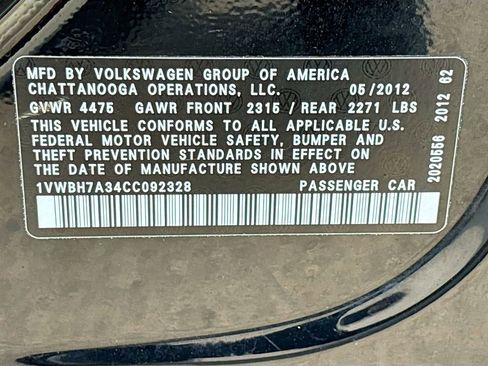 MFD BY VOLKSWAGEN GROUP OF AMERICA
CHATTANOOGA OPERATIONS, LLC. 05/2012
GVWR 4475 GAWR FRONT 2315/REAR 2271 LBS
THIS VEHICLE CONFORMS TO ALL APPLICABLE U.S.
FEDERAL MOTOR VEHICLE SAFETY, BUMPER AND
THEFT PREVENTION STANDARDS IN EFFECT ON
THE DATE OF MANUFACTURE SHOWN ABOVE
1VWBH7A34CC092328 PASSENGER CAR
2020556 2012 62